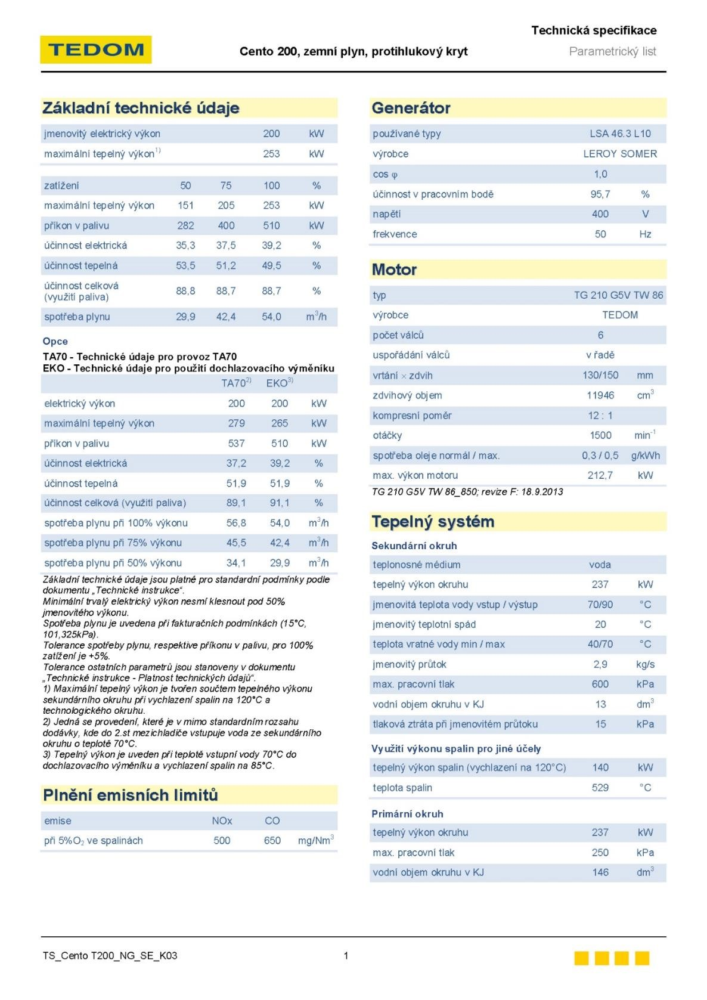 Technická specifikace
TEDOM
Cento 200, zemní plyn, protihlukový kryt
Parametrický list
Základní technické údaje
jmenovitý elektrický výkon 200 kW
maximální tepelný výkon1) 253 kW
zatížení 50 75 100 %
maximální tepelný výkon 151 205 253 kW
příkon v palivu 282 400 510 kW
účinnost elektrická 35,3 37,5 39,2 %
účinnost tepelná 53,5 51,2 49,5 %
účinnost celková
(využití paliva) 88,8 88,7 88,7 %
spotřeba plynu 29,9 42,4 54,0 m3/h
Opce
TA70 - Technické údaje pro provoz TA70
EKO - Technické údaje pro použití dochlazovacího výměníku
TA702) EKO3)
elektrický výkon 200 200 kW
maximální tepelný výkon 279 265 kW
příkon v palivu 537 510 kW
účinnost elektrická 37,2 39,2 %
účinnost tepelná 51,9 51,9 %
účinnost celková (využití paliva) 89,1 91,1 %
spotřeba plynu při 100% výkonu 56,8 54,0 m3/h
spotřeba plynu při 75% výkonu 45,5 42,4 m3/h
spotřeba plynu při 50% výkonu 34,1 29,9 m3/h
Základní technické údaje jsou platné pro standardní podmínky podle
dokumentu „Technické instrukce“.
Minimální trvalý elektrický výkon nesmí klesnout pod 50%
jmenovitého výkonu.
Spotřeba plynu je uvedena při fakturačních podmínkách (15°C,
101,325kPa).
Tolerance spotřeby plynu, respektive příkonu v palivu, pro 100%
zatížení je +5%.
Tolerance ostatních parametrů jsou stanoveny v dokumentu
„Technické instrukce - Platnost technických údajů“.
1) Maximální tepelný výkon je tvořen součtem tepelného výkonu
sekundárního okruhu při vychlazení spalin na 120°C a
technologického okruhu.
2) Jedná se provedení, které je v mimo standardním rozsahu
dodávky, kde do 2.st mezichladiče vstupuje voda ze sekundárního
okruhu o teplotě 70°C.
3) Tepelný výkon je uveden při teplotě vstupní vody 70°C do
dochlazovacího výměníku a vychlazení spalin na 85°C.
Plnění emisních limitů
emise NOx CO
při 5%O2 ve spalinách 500 650 mg/Nm3
Generátor
používané typy LSA 46.3 L10
výrobce LEROY SOMER
cos φ 1,0
účinnost v pracovním bodě 95,7 %
napětí 400 V
frekvence 50 Hz
Motor
typ TG 210 G5V TW 86
výrobce TEDOM
počet válců 6
uspořádání válců v řadě
vrtání × zdvih 130/150 mm
zdvihový objem 11946 cm3
kompresní poměr 12 : 1
otáčky 1500 min-1
spotřeba oleje normál / max. 0,3 / 0,5 g/kWh
max. výkon motoru 212,7 kW
TG 210 G5V TW 86_850; revize F: 18.9.2013
Tepelný systém
Sekundární okruh
teplonosné médium voda
tepelný výkon okruhu 237 kW
jmenovitá teplota vody vstup / výstup 70/90 °C
jmenovitý teplotní spád 20 °C
teplota vratné vody min / max 40/70 °C
jmenovitý průtok 2,9 kg/s
max. pracovní tlak 600 kPa
vodní objem okruhu v KJ 13 dm3
tlaková ztráta při jmenovitém průtoku 15 kPa
Využití výkonu spalin pro jiné účely
tepelný výkon spalin (vychlazení na 120°C) 140 kW
teplota spalin 529 °C
Primární okruh
tepelný výkon okruhu 237 kW
max. pracovní tlak 250 kPa
vodní objem okruhu v KJ 146 dm3
TS_Cento T200_NG_SE_K03 1